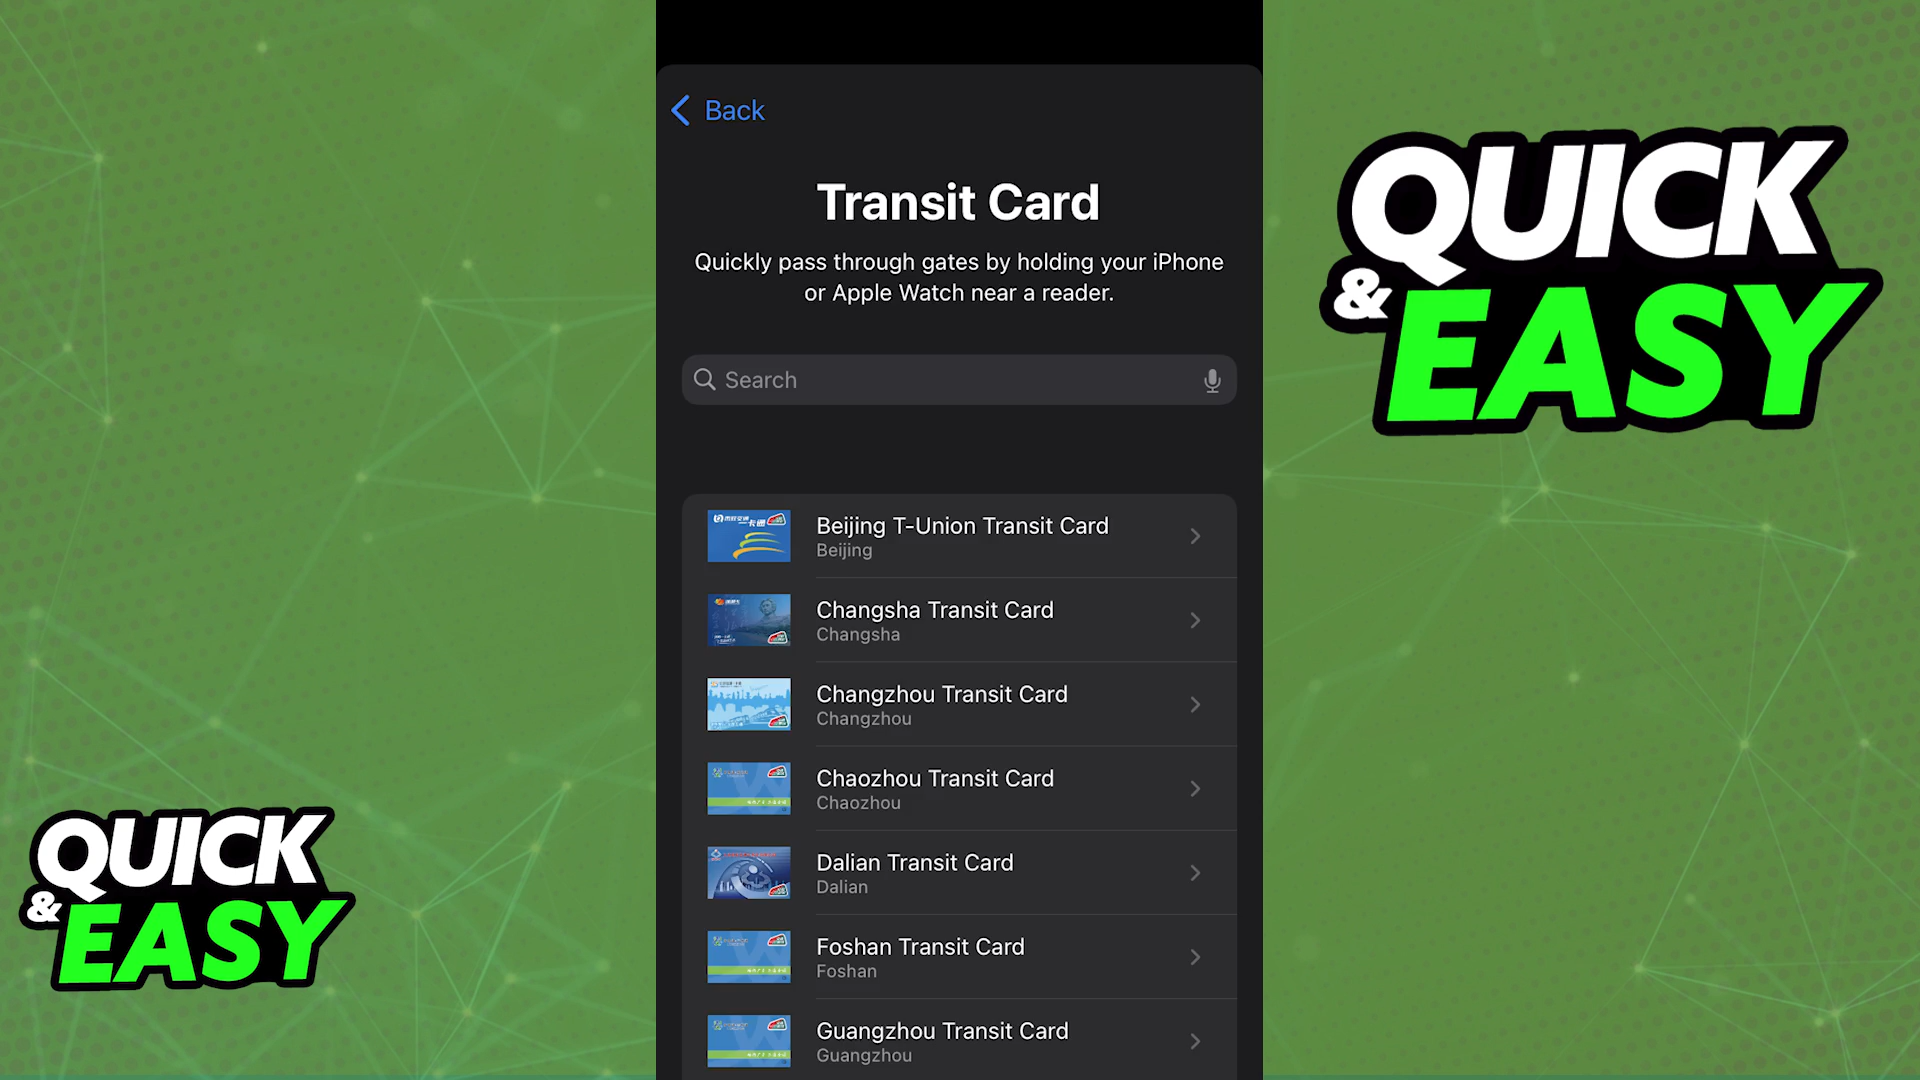 Back
Transit Card
Quickly pass through gates by holding your iPhone
or Apple Watch near a reader.
Search
Beijing T-Union Transit Card
Beijing
Changsha Transit Card
Changsha
Changzhou Transit Card
Changzhou
Chaozhou Transit Card
Chaozhou
Dalian Transit Card
Dalian
Foshan Transit Card
Foshan
Guangzhou Transit Card
Guangzhou
QUICK
& EASY
QUICK
& EASY